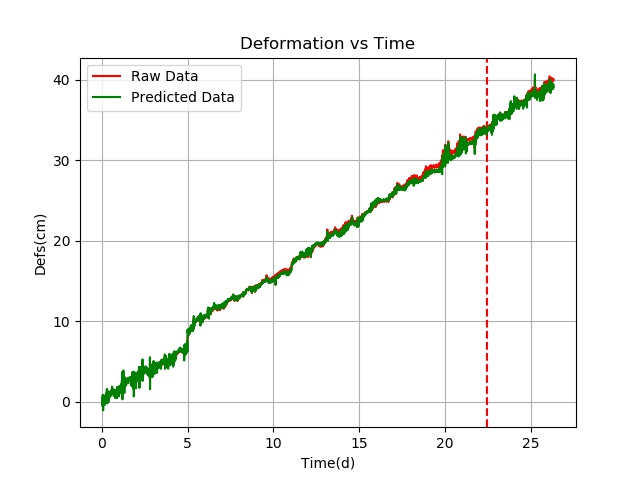 Deformation vs Time
Raw Data
Predicted Data
40
30
20
10
0
Defs(cm)
0 5 10 15 20 25
Time(d)